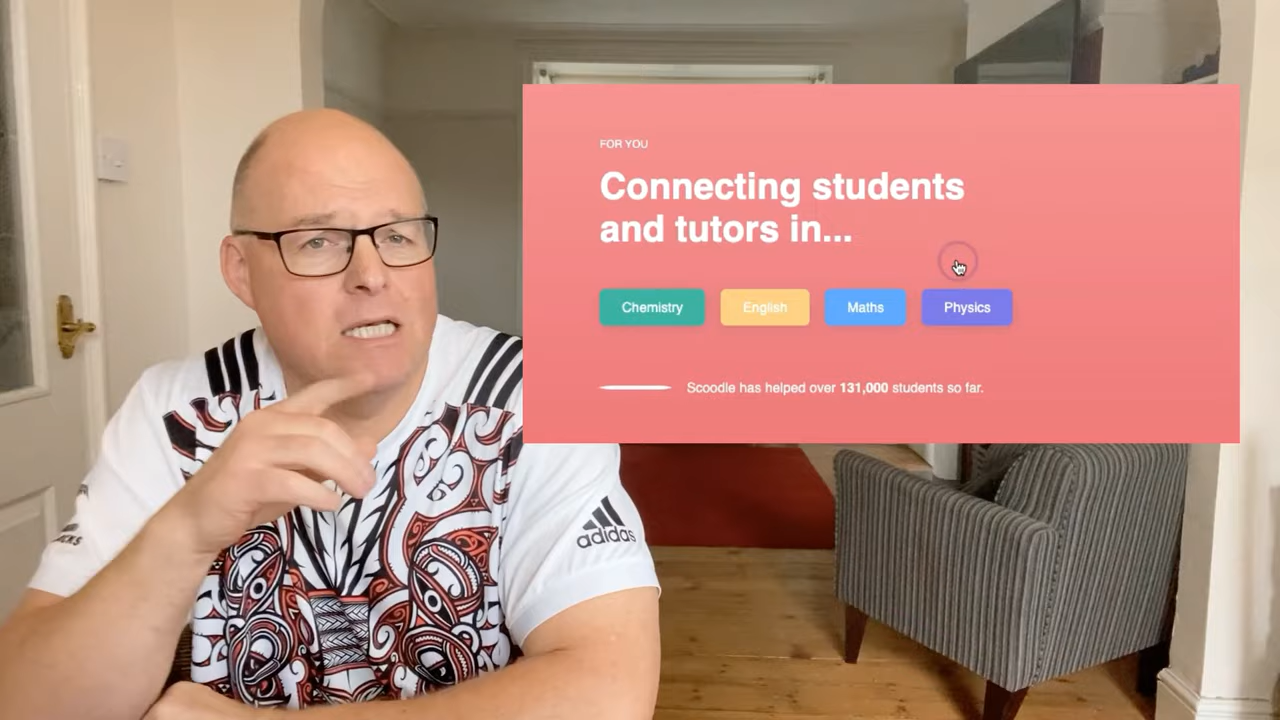 FOR YOU
Connecting students
and tutors in...
Chemistry
English
Maths
Physics
Scoodle has helped over 131,000 students so far.
adidas